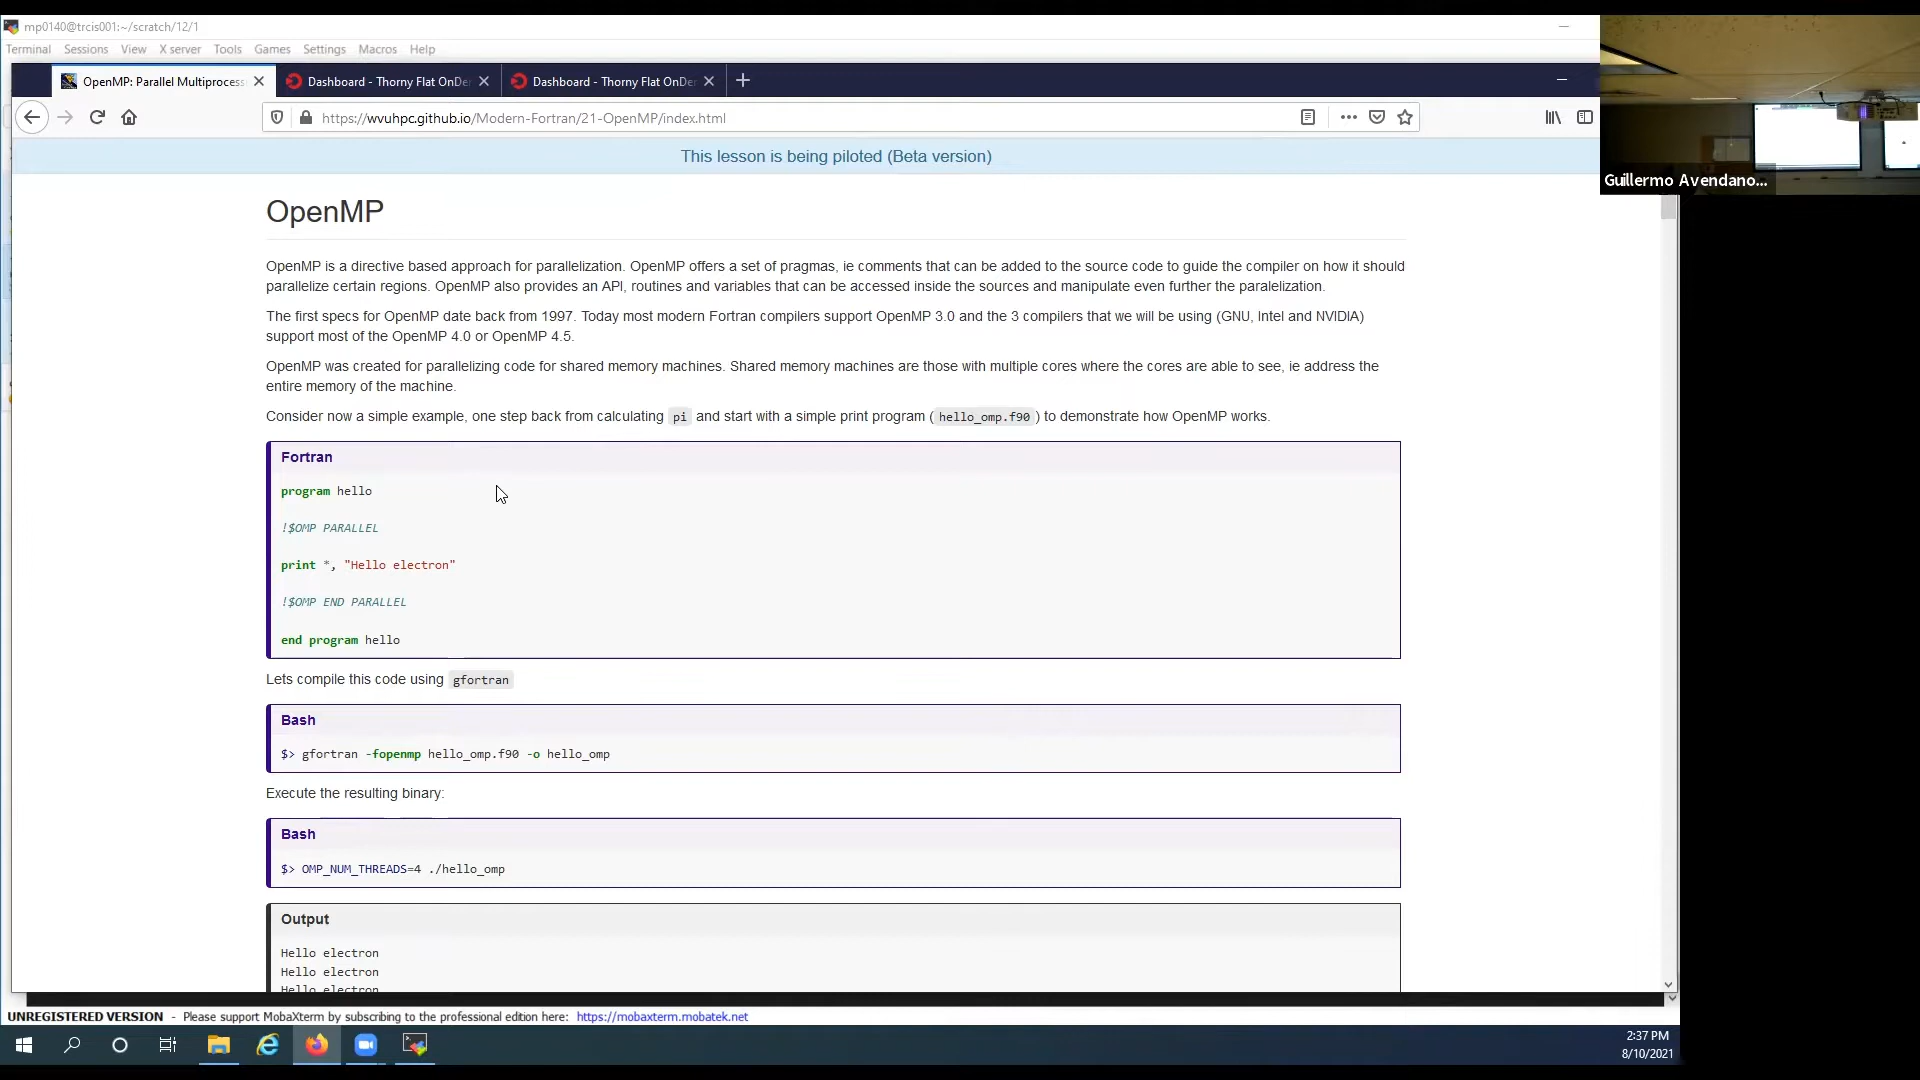 mp0140@trcis001:~/scratch/12/1
Terminal Sessions View X server Tools Games Settings Macros Help
OpenMP: Parallel Multiprocess
Dashboard - Thorny Flat OnDe
Dashboard - Thorny Flat OnDe
https://wvuhpc.github.io/Modern-Fortran/21-OpenMP/index.html
This lesson is being piloted (Beta version)
Guillermo Avendano...
OpenMP
OpenMP is a directive based approach for parallelization. OpenMP offers a set of pragmas, ie comments that can be added to the source code to guide the compiler on how it should
parallelize certain regions. OpenMP also provides an API, routines and variables that can be accessed inside the sources and manipulate even further the paralelization.
The first specs for OpenMP date back from 1997. Today most modern Fortran compilers support OpenMP 3.0 and the 3 compilers that we will be using (GNU, Intel and NVIDIA)
support most of the OpenMP 4.0 or OpenMP 4.5.
OpenMP was created for parallelizing code for shared memory machines. Shared memory machines are those with multiple cores where the cores are able to see, ie address the
entire memory of the machine.
Consider now a simple example, one step back from calculating pi and start with a simple print program ( hello_omp.f90 ) to demonstrate how OpenMP works.
Fortran
program hello
!$OMP PARALLEL
print *, "Hello electron"
!$OMP END PARALLEL
end program hello
Lets compile this code using gfortran
Bash
$> gfortran -fopenmp hello_omp.f90 -o hello_omp
Execute the resulting binary:
Bash
$> OMP_NUM_THREADS=4 ./hello_omp
Output
Hello electron
Hello electron
Hello electron
UNREGISTERED VERSION - Please support MobaXterm by subscribing to the professional edition here: https://mobaxterm.mobatek.net
2:37 PM
8/10/2021